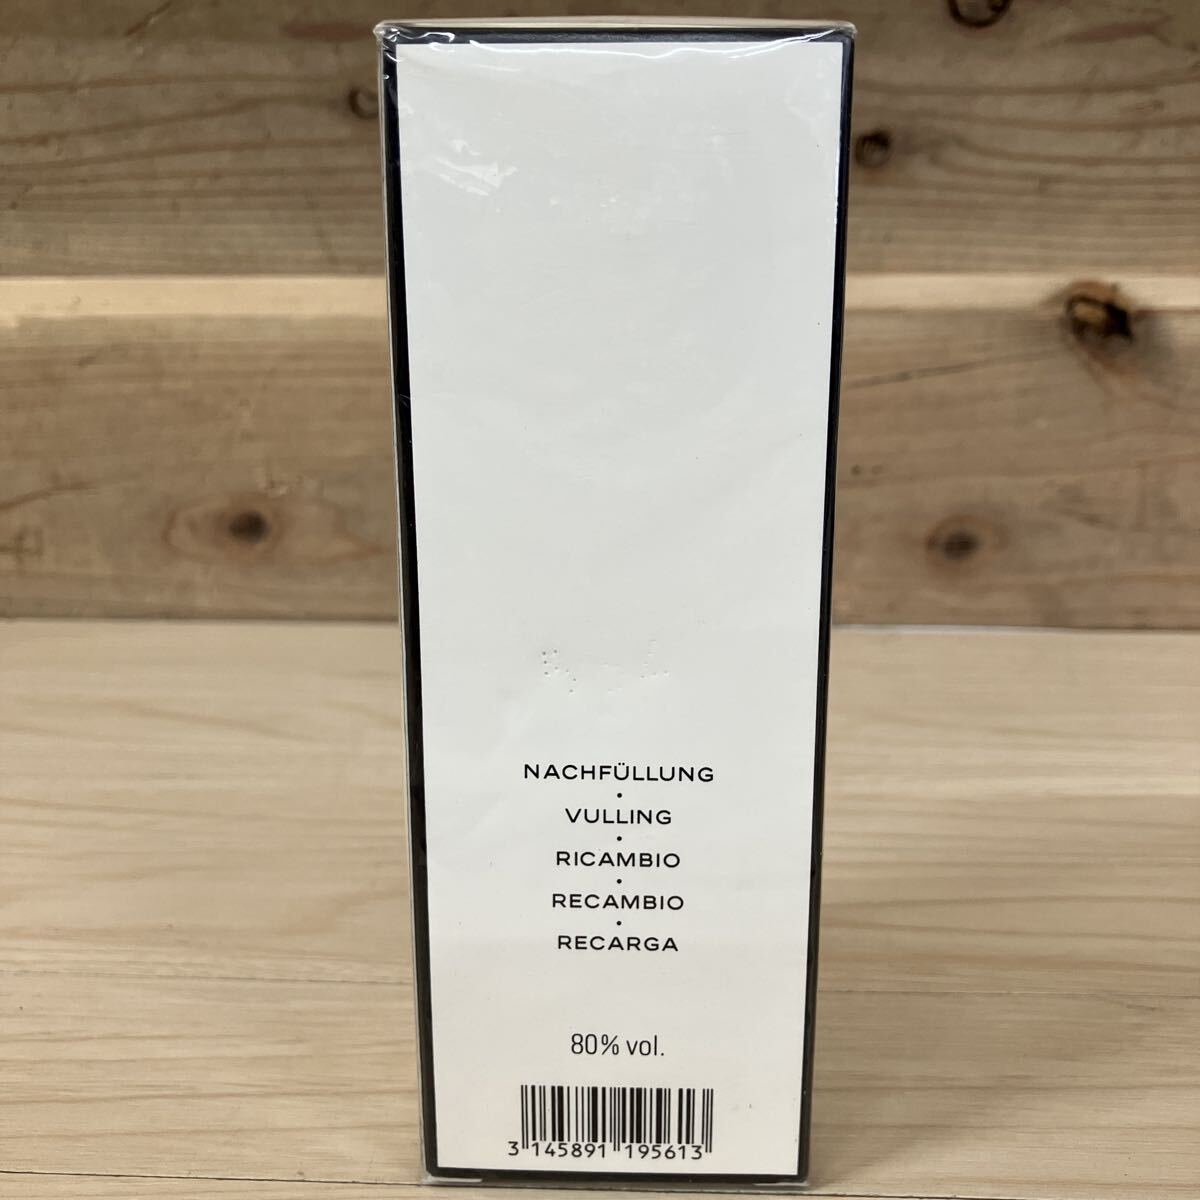 NACHFÜLLUNG
•
VULLING
•
RICAMBIO
•
RECAMBIO
•
RECARGA
80% vol.
3 145891 195613